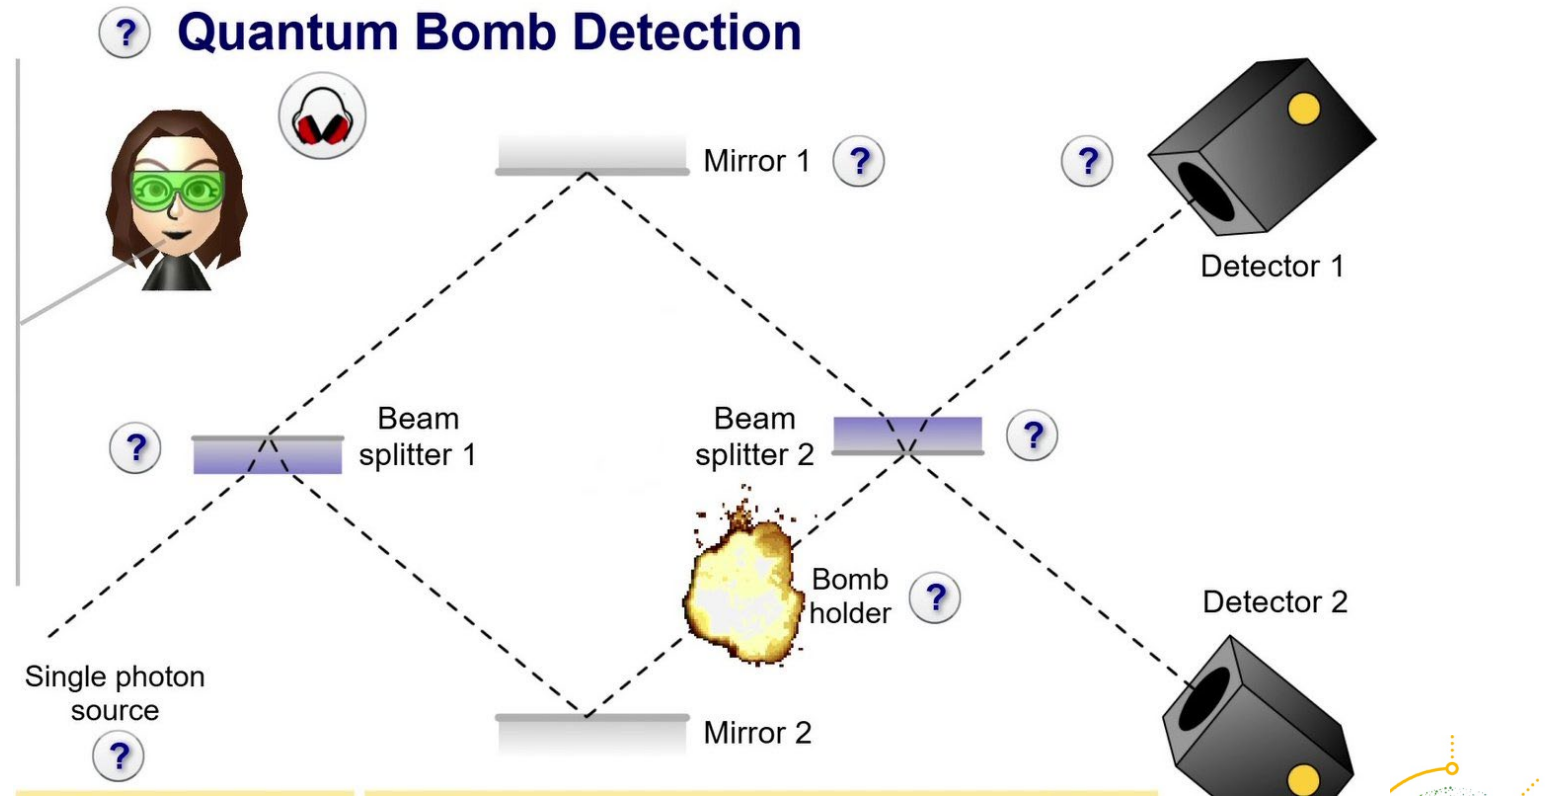 ? Quantum Bomb Detection
Mirror 1 ?
?
Detector 1
?
Beam
splitter 1
Beam
splitter 2
?
Bomb
holder
?
Detector 2
Single photon
source
?
Mirror 2